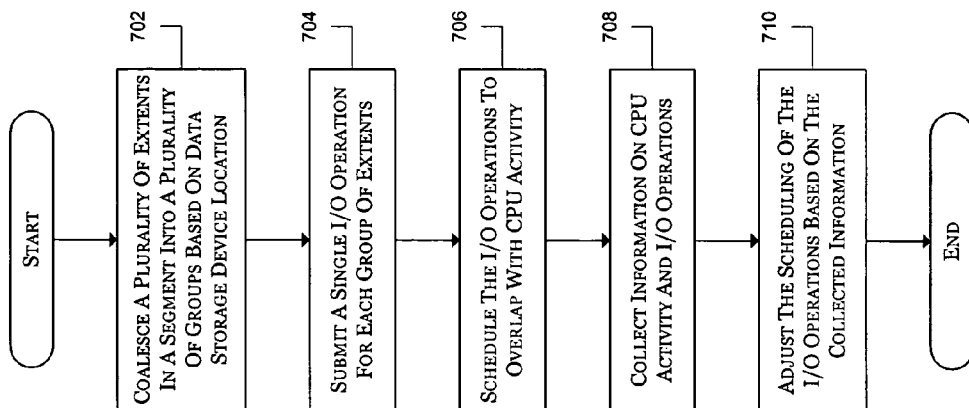 START
702
COALESCE A PLURALITY OF EXTENTS
IN A SEGMENT INTO A PLURALITY
OF GROUPS BASED ON DATA
STORAGE DEVICE LOCATION
704
SUBMIT A SINGLE I/O OPERATION
FOR EACH GROUP OF EXTENTS
706
SCHEDULE THE I/O OPERATIONS TO
OVERLAP WITH CPU ACTIVITY
708
COLLECT INFORMATION ON CPU
ACTIVITY AND I/O OPERATIONS
710
ADJUST THE SCHEDULING OF THE
I/O OPERATIONS BASED ON THE
COLLECTED INFORMATION
END